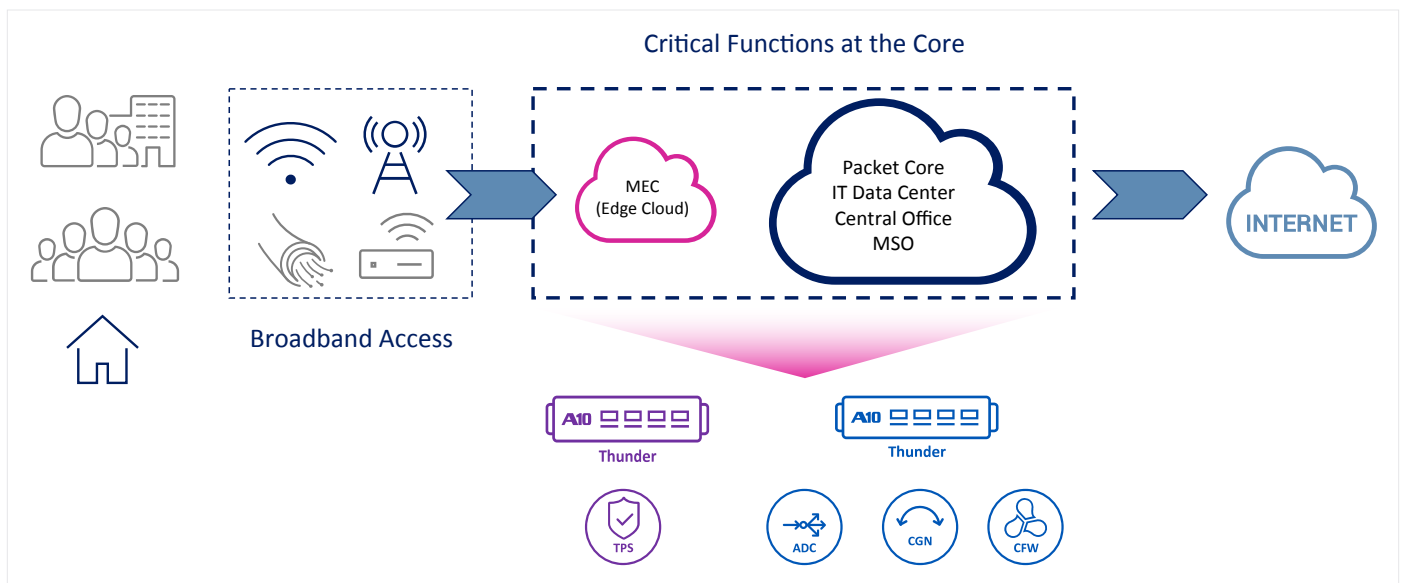 Critical Functions at the Core
MEC
(Edge Cloud)
Packet Core
IT Data Center
Central Office
MSO
INTERNET
Broadband Access
A10
Thunder
A10
Thunder
TPS
ADC
CGN
CFW